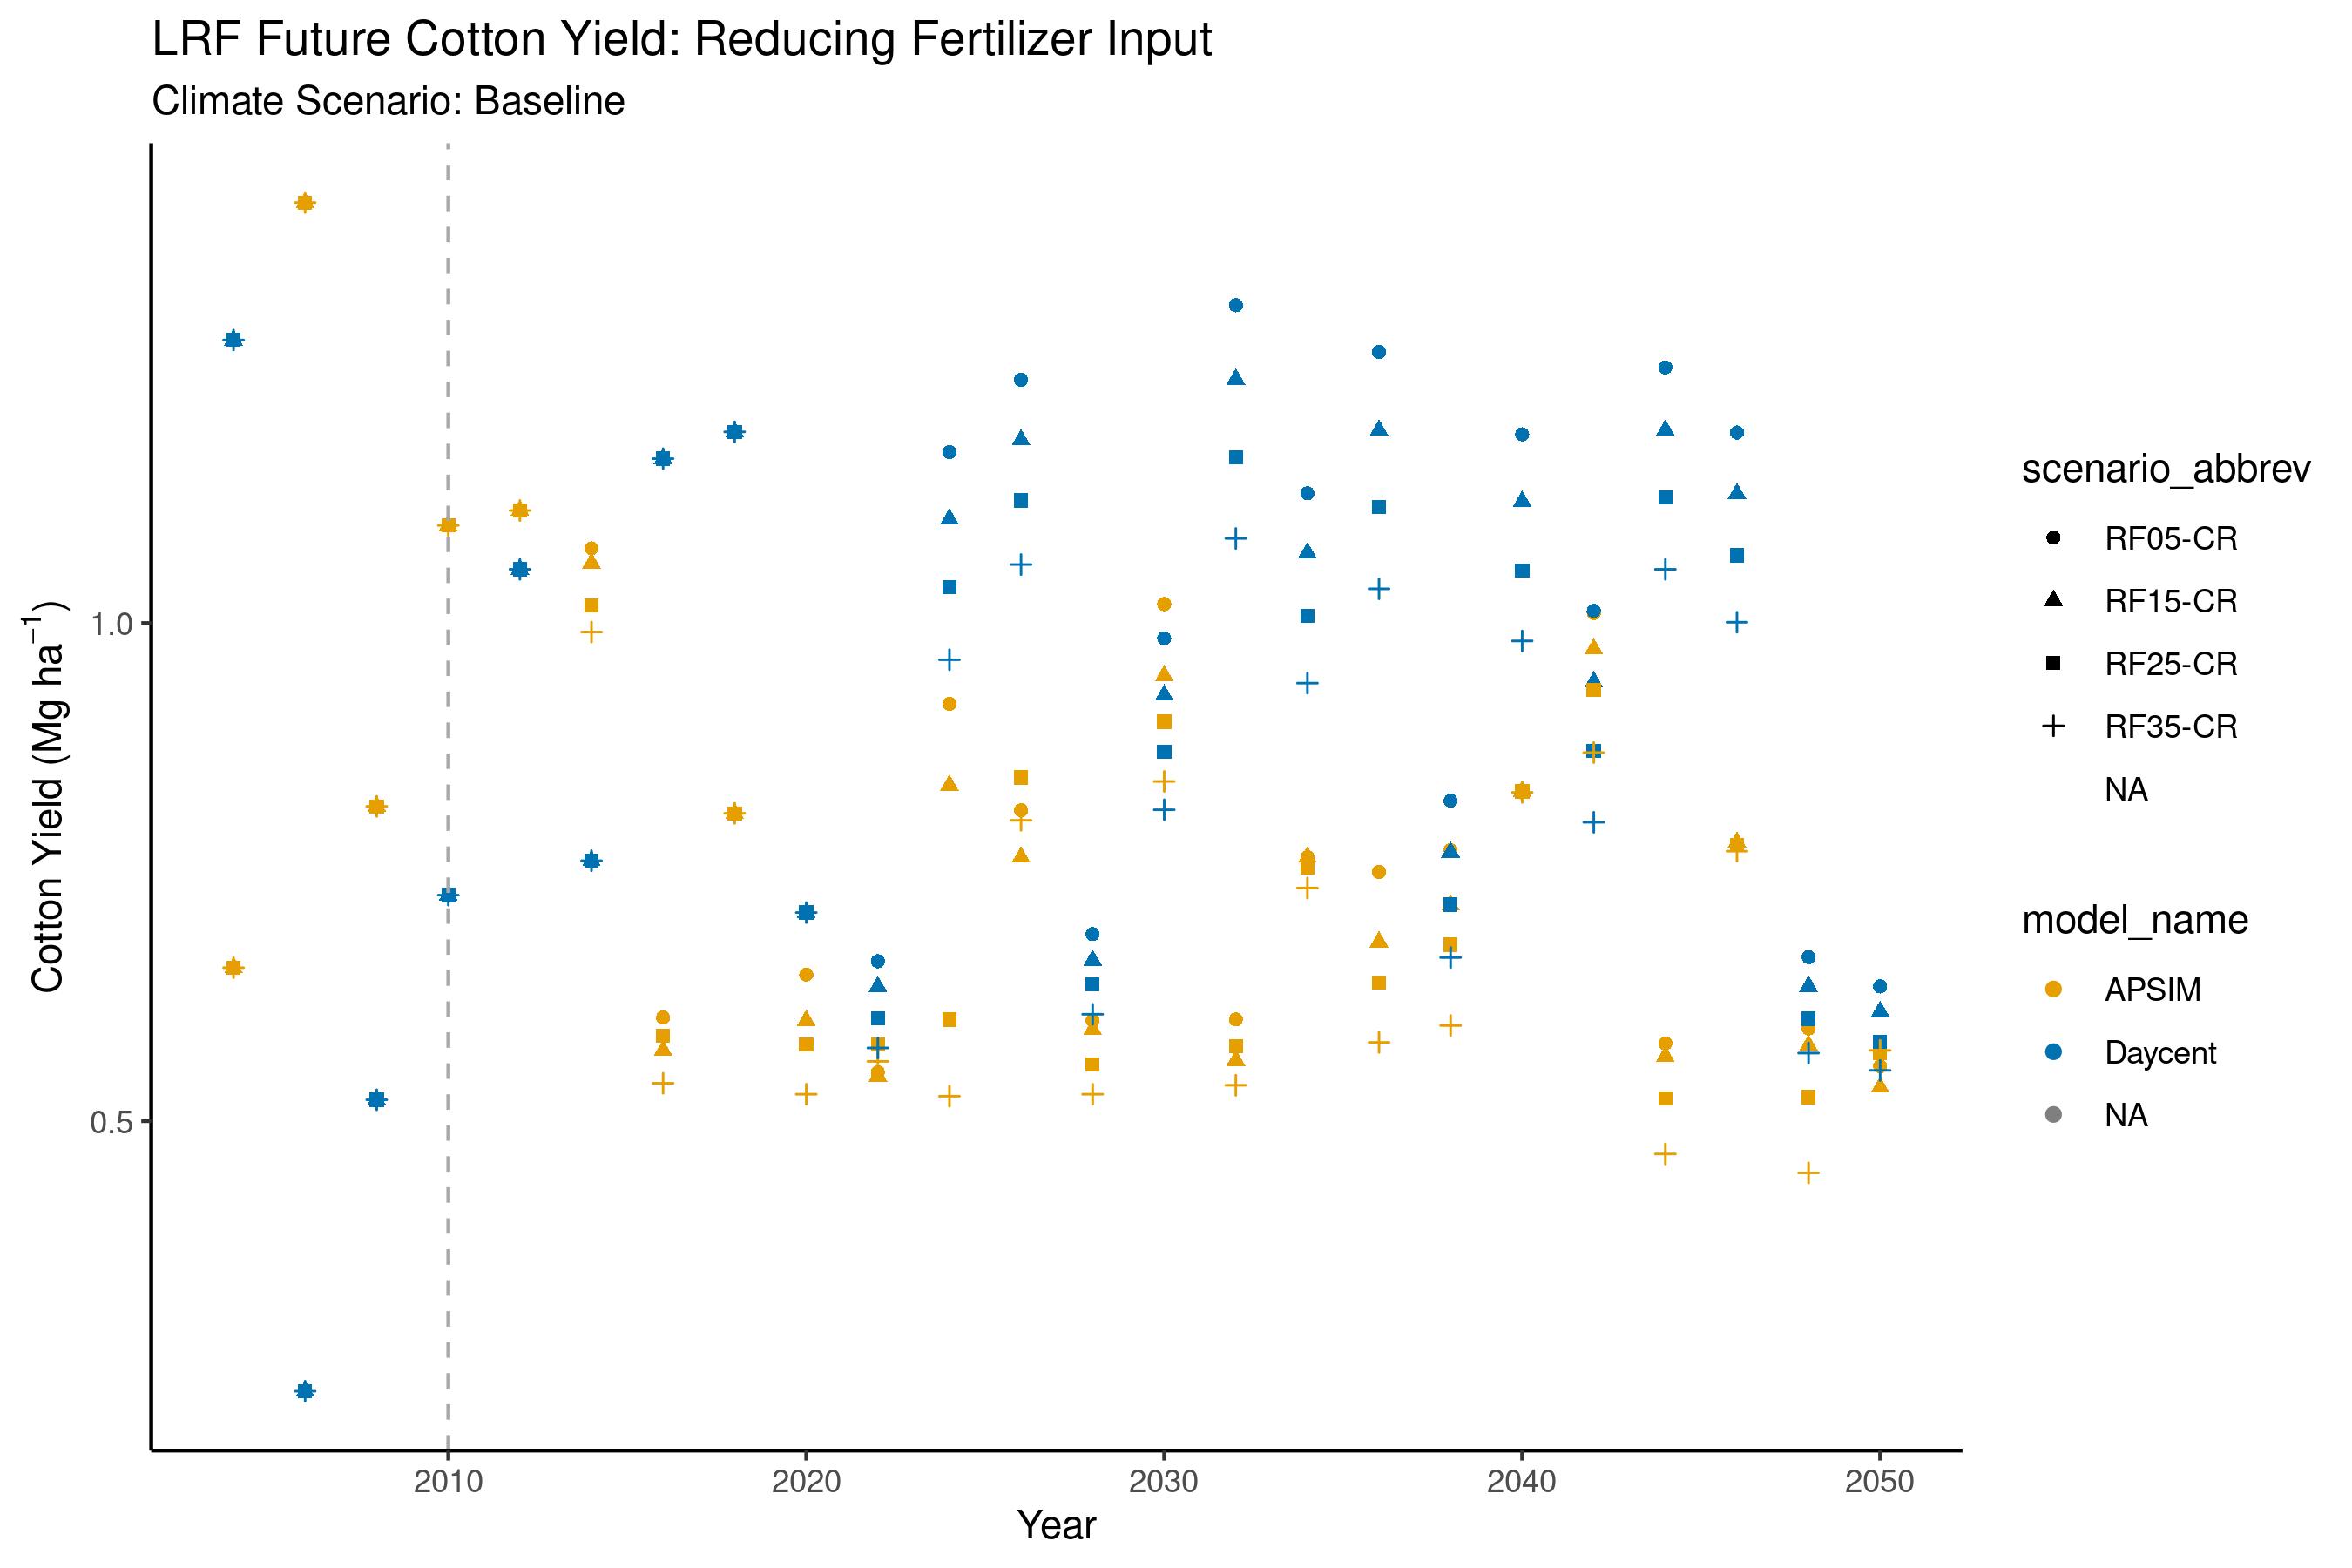 LRF Future Cotton Yield: Reducing Fertilizer Input
Climate Scenario: Baseline
Cotton Yield (Mg ha⁻¹)
1.0
0.5
2010
2020
2030
2040
2050
Year
scenario_abbrev
RF05-CR
RF15-CR
RF25-CR
RF35-CR
NA
model_name
APSIM
Daycent
NA